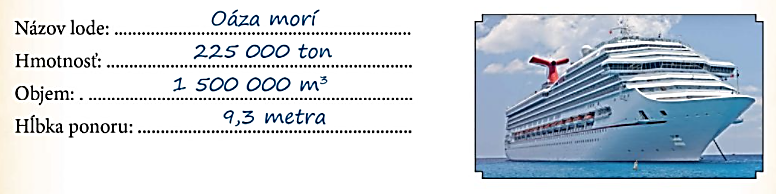 Názov lode: Oáza morí
Hmotnosť: 225 000 ton
Objem: 1 500 000 m³
Hĺbka ponoru: 9,3 metra